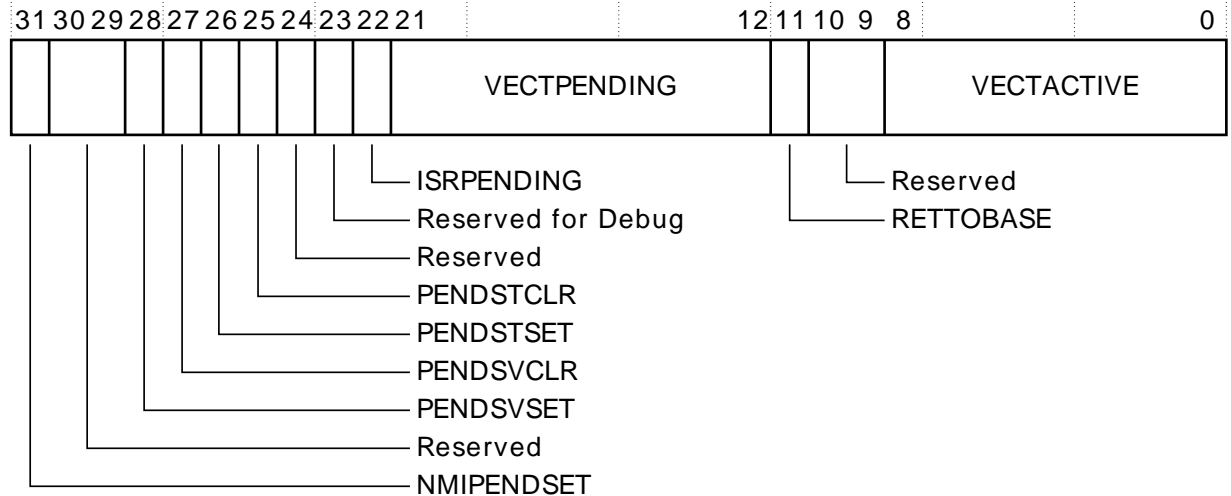 31 30 29 28 27 26 25 24 23 22 21 12 11 10 9 8 0
VECTPENDING VECTACTIVE
ISRPENDING Reserved
Reserved for Debug RETTOBASE
Reserved
PENDSTCLR
PENDSTSET
PENDSVCLR
PENDSVSET
Reserved
NMIPENDSET